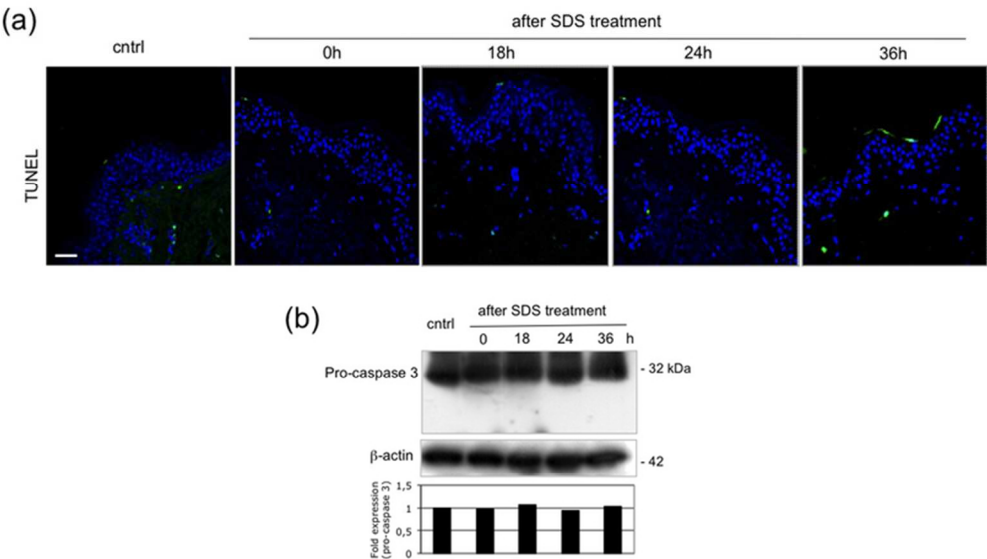 (a)
after SDS treatment
cntrl
0h
18h
24h
36h
TUNEL
(b)
after SDS treatment
cntrl
0 18 24 36 h
Pro-caspase 3
- 32 kDa
β-actin
- 42
Fold expression
(pro-caspase 3)
1,5
1
0,5
0